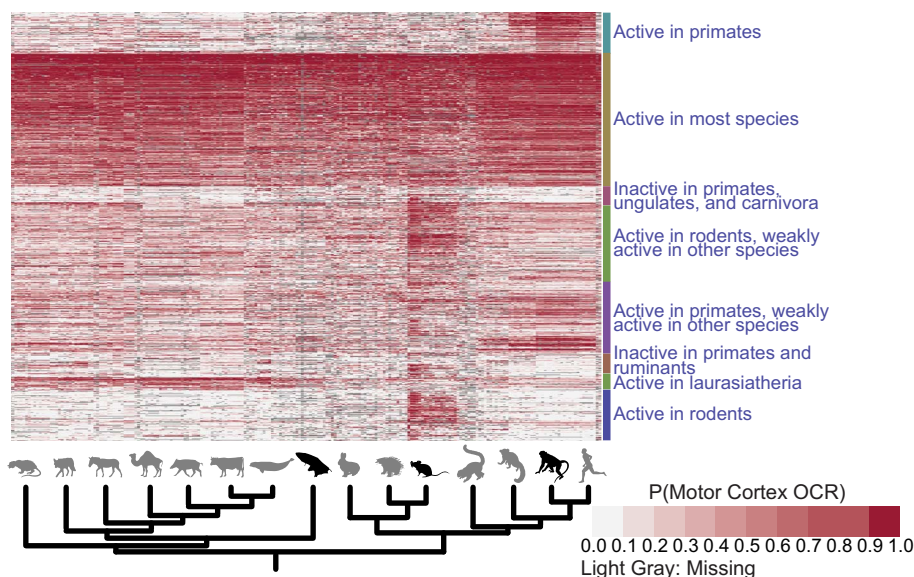 Active in primates
Active in most species
Inactive in primates,
ungulates, and carnivora
Active in rodents, weakly
active in other species
Active in primates, weakly
active in other species
Inactive in primates and
ruminants
Active in laurasiatheria
Active in rodents
P(Motor Cortex OCR)
0.0 0.1 0.2 0.3 0.4 0.5 0.6 0.7 0.8 0.9 1.0
Light Gray: Missing